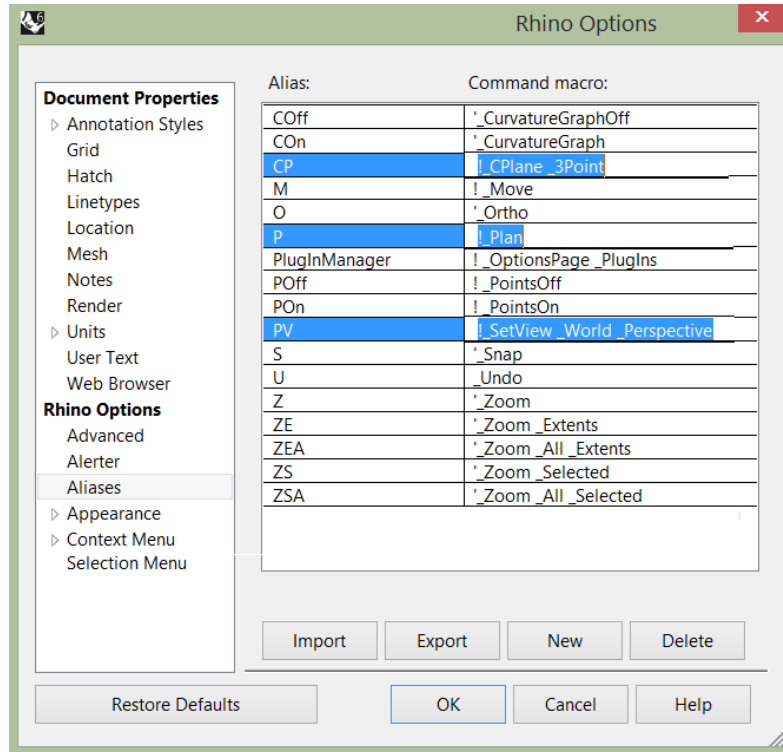 6
Rhino Options
×
Document Properties
Annotation Styles
Grid
Hatch
Linetypes
Location
Mesh
Notes
Render
Units
User Text
Web Browser
Rhino Options
Advanced
Alerter
Aliases
Appearance
Context Menu
Selection Menu
Alias: Command macro:
COff '_CurvatureGraphOff
COn '_CurvatureGraph
CP !_CPlane _3Point
M ! _Move
O '_Ortho
P !_Plan
PlugInManager ! _OptionsPage _PlugIns
POff ! _PointsOff
POn ! _PointsOn
PV !_SetView _World _Perspective
S '_Snap
U _Undo
Z '_Zoom
ZE '_Zoom _Extents
ZEA '_Zoom _All _Extents
ZS '_Zoom _Selected
ZSA '_Zoom _All _Selected
Import Export New Delete
Restore Defaults OK Cancel Help